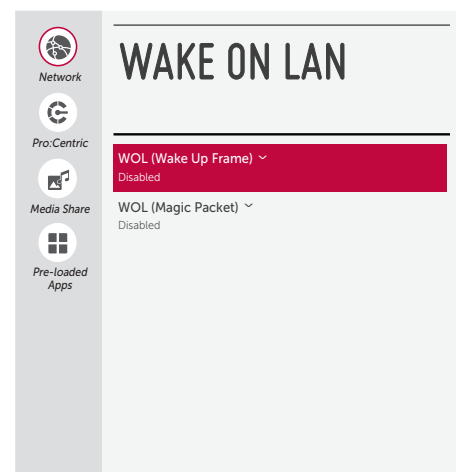 Network
Pro:Centric
Media Share
Pre-loaded
Apps
WAKE ON LAN
WOL (Wake Up Frame)
Disabled
WOL (Magic Packet)
Disabled